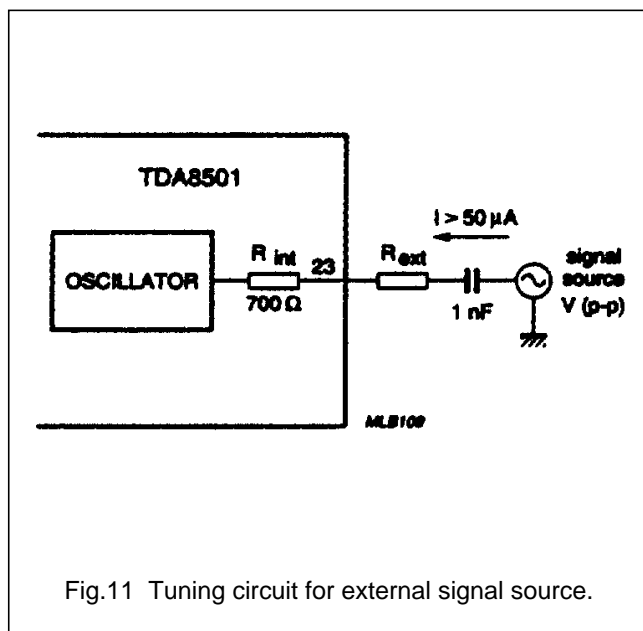 TDA8501
I > 50 μA
OSCILLATOR
R int
700 Ω
23
Rext
1 nF
signal
source
V (p-p)
MLB109
Fig.11 Tuning circuit for external signal source.